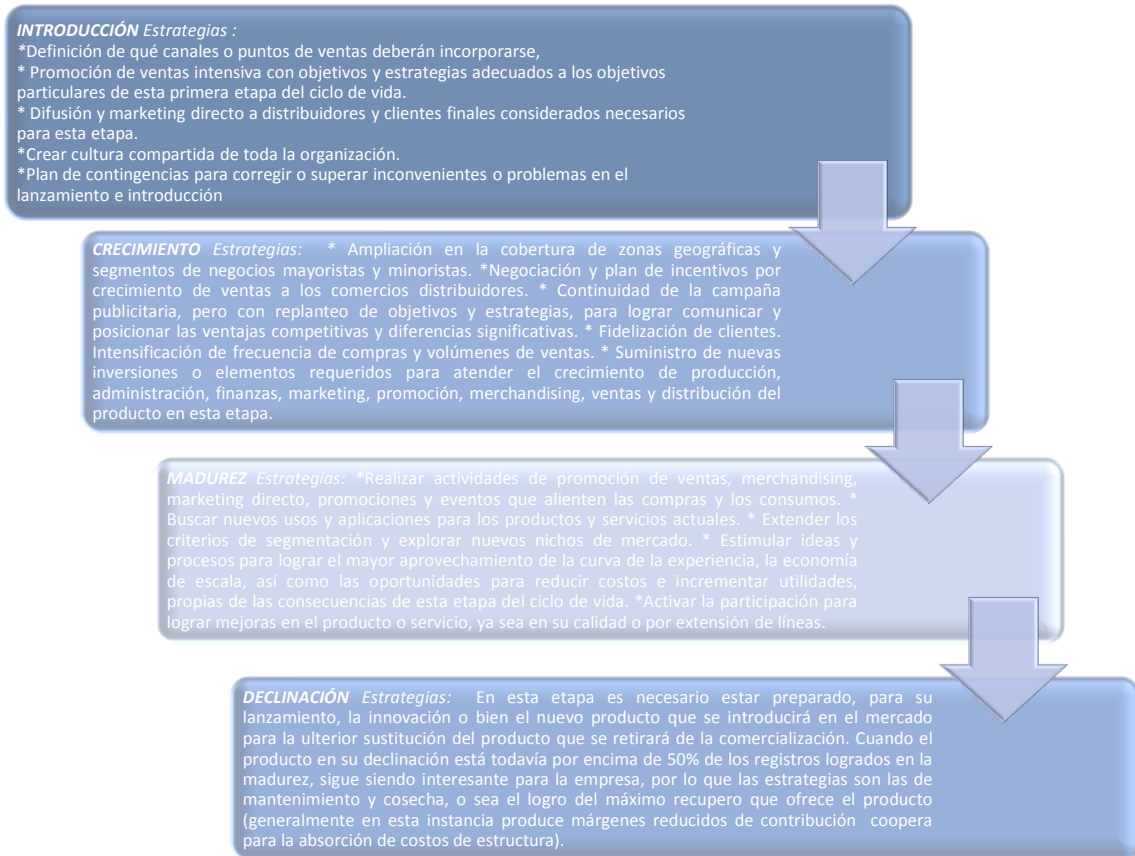 INTRODUCCIÓN Estrategias :
*Definición de qué canales o puntos de ventas deberán incorporarse,
* Promoción de ventas intensiva con objetivos y estrategias adecuados a los objetivos
particulares de esta primera etapa del ciclo de vida.
* Difusión y marketing directo a distribuidores y clientes finales considerados necesarios
para esta etapa.
*Crear cultura compartida de toda la organización.
*Plan de contingencias para corregir o superar inconvenientes o problemas en el
lanzamiento e introducción
CRECIMIENTO Estrategias: * Ampliación en la cobertura de zonas geográficas y
segmentos de negocios mayoristas y minoristas. *Negociación y plan de incentivos por
crecimiento de ventas a los comercios distribuidores. * Continuidad de la campaña
publicitaria, pero con replanteo de objetivos y estrategias, para lograr comunicar y
posicionar las ventajas competitivas y diferencias significativas. * Fidelización de clientes.
Intensificación de frecuencia de compras y volúmenes de ventas. * Suministro de nuevas
inversiones o elementos requeridos para atender el crecimiento de producción,
administración, finanzas, marketing, promoción, merchandising, ventas y distribución del
producto en esta etapa.
MADUREZ Estrategias: *Realizar actividades de promoción de ventas, merchandising,
marketing directo, promociones y eventos que alienten las compras y los consumos. *
Buscar nuevos usos y aplicaciones para los productos y servicios actuales. * Extender los
criterios de segmentación y explorar nuevos nichos de mercado. * Estimular ideas y
procesos para lograr el mayor aprovechamiento de la curva de la experiencia, la economía
de escala, así como las oportunidades para reducir costos e incrementar utilidades,
propias de las consecuencias de esta etapa del ciclo de vida. *Activar la participación para
lograr mejoras en el producto o servicio, ya sea en su calidad o por extensión de líneas.
DECLINACIÓN Estrategias: En esta etapa es necesario estar preparado, para su
lanzamiento, la innovación o bien el nuevo producto que se introducirá en el mercado
para la ulterior sustitución del producto que se retirará de la comercialización. Cuando el
producto en su declinación está todavía por encima de 50% de los registros logrados en la
madurez, sigue siendo interesante para la empresa, por lo que las estrategias son las de
mantenimiento y cosecha, o sea el logro del máximo recupero que ofrece el producto
(generalmente en esta instancia produce márgenes reducidos de contribución coopera
para la absorción de costos de estructura).